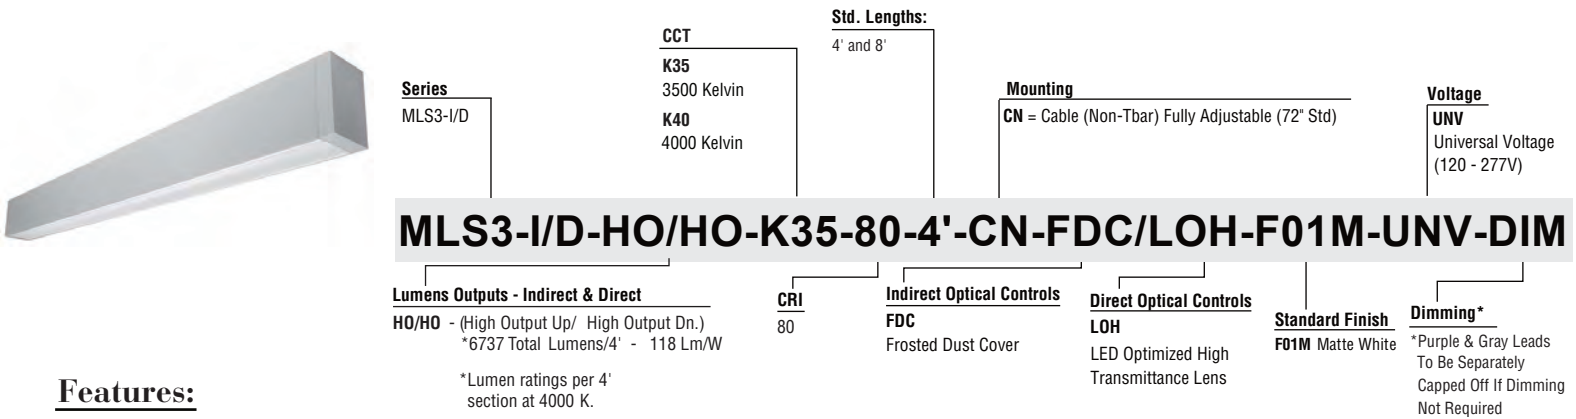 Std. Lengths:
4' and 8'
CCT
K35
3500 Kelvin
K40
4000 Kelvin
Series
MLS3-I/D
Mounting
CN = Cable (Non-Tbar) Fully Adjustable (72" Std)
Voltage
UNV
Universal Voltage
(120 - 277V)
MLS3-I/D-HO/HO-K35-80-4'-CN-FDC/LOH-F01M-UNV-DIM
Lumens Outputs - Indirect & Direct
HO/HO - (High Output Up/ High Output Dn.)
*6737 Total Lumens/4' - 118 Lm/W
*Lumen ratings per 4'
section at 4000 K.
CRI
80
Indirect Optical Controls
FDC
Frosted Dust Cover
Direct Optical Controls
LOH
LED Optimized High
Transmittance Lens
Standard Finish
F01M Matte White
Dimming*
*Purple & Gray Leads
To Be Separately
Capped Off If Dimming
Not Required
Features: